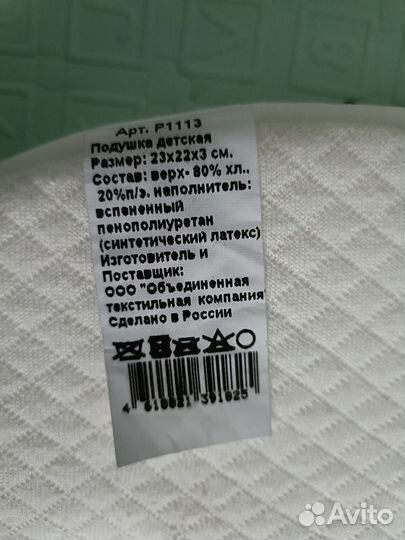 Арт. Р1113
Подушка детская
Размер: 23х22х3 см.
Состав: верх- 80% хл.,
20%п/э. наполнитель:
вспененный
пенополиуретан
(синтетический латекс)
Изготовитель и
Поставщик:
ООО "Объединенная
текстильная компания
Сделано в России
Avito